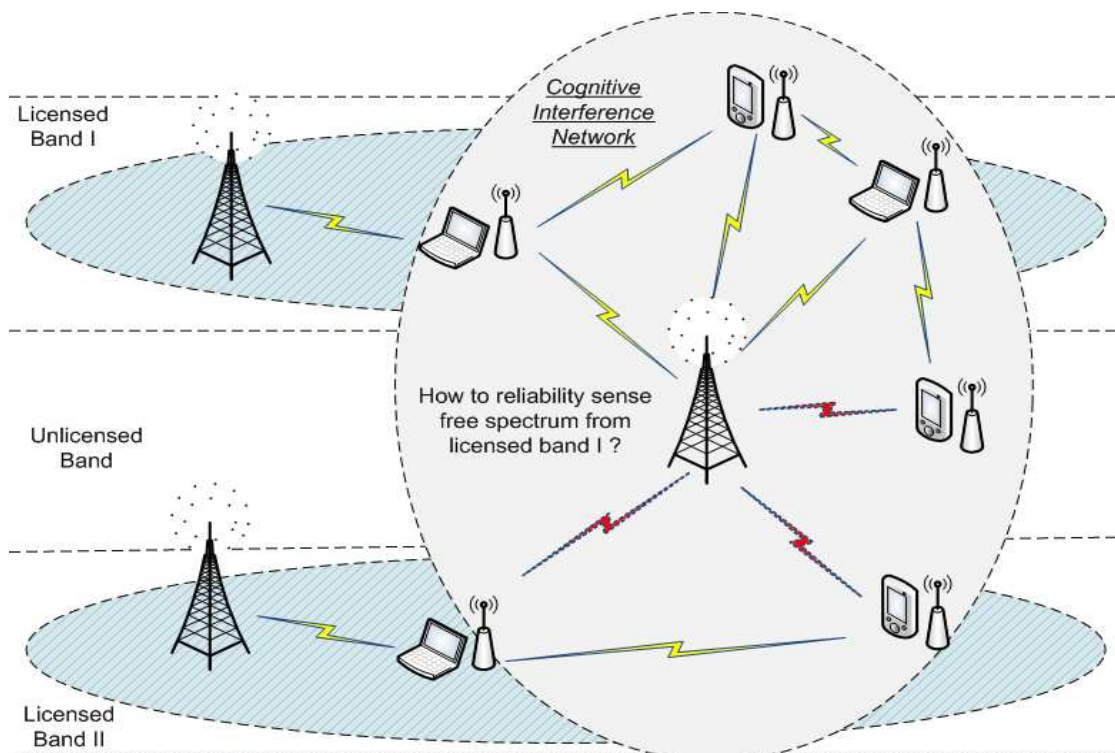 Cognitive
Interference
Network
Licensed
Band I
How to reliability sense
free spectrum from
licensed band I ?
Unlicensed
Band
Licensed
Band II